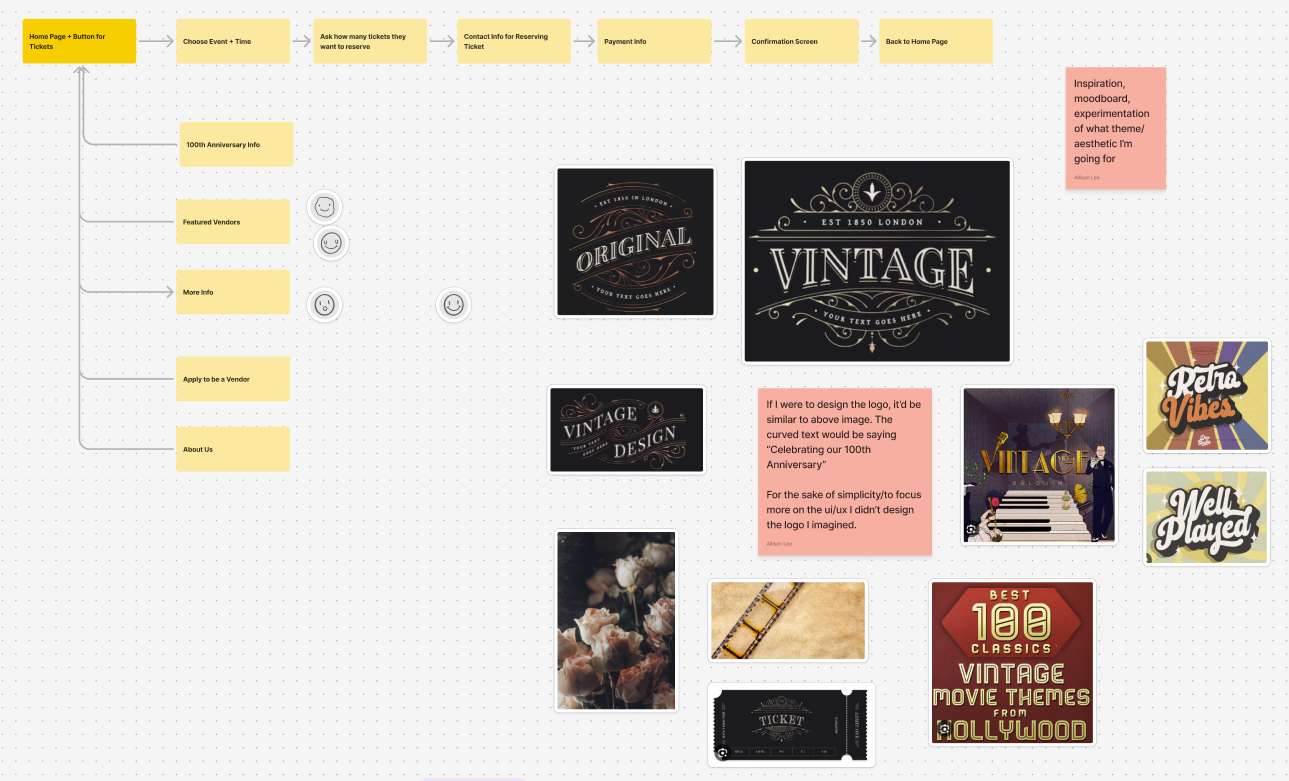 Home Page + Button for
Tickets
Choose Event + Time
Ask how many tickets they
want to reserve
Contact Info for Reserving
Ticket
Payment Info
Confirmation Screen
Back to Home Page
Inspiration,
moodboard,
experimentation
of what theme/
aesthetic I'm
going for
Allison Lee
100th Anniversary Info
Featured Vendors
More Info
Apply to be a Vendor
About Us
EST 1850 IN LONDON
ORIGINAL
YOUR TEXT GOES HERE
EST 1850 LONDON
VINTAGE
YOUR TEXT GOES HERE
VINTAGE
YOUR TEXT
GOES HERE
DESIGN
If I were to design the logo, it'd be
similar to above image. The
curved text would be saying
"Celebrating our 100th
Anniversary"
For the sake of simplicity/to focus
more on the ui/ux I didn't design
the logo I imagined.
Allison Lee
VINTAGE
Retro
Vibes
Well
Played
BEST
100
CLASSICS
VINTAGE
MOVIE THEMES
FROM
HOLLYWOOD
TICKET